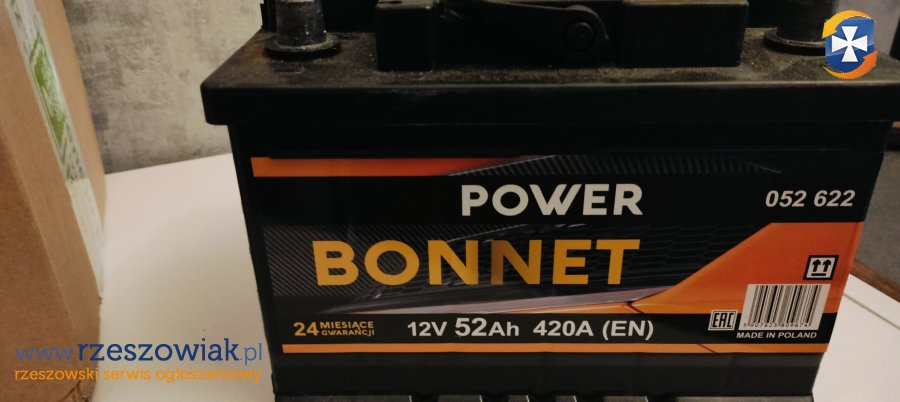 POWER
052 622
BONNET
24 MIESIĄCE
GWARANCJI
12V 52Ah 420A (EN)
EAC
MADE IN POLAND
www.rzeszowiak.pl
rzeszowski serwis ogłoszeniowy